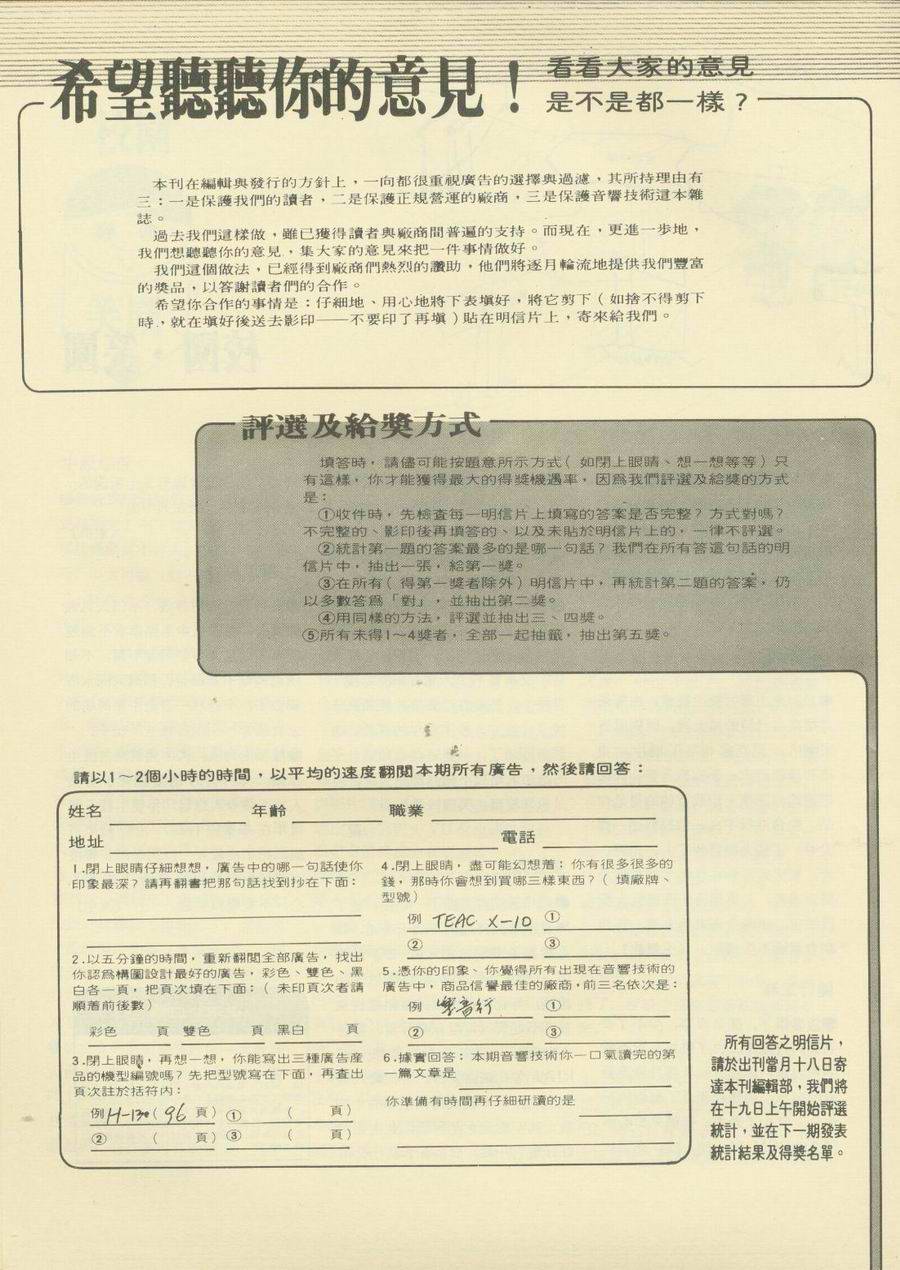 希望聽聽你的意見！
看看大家的意見
是不是都一樣？
本刊在編輯與發行的方針上，一向都很重視廣告的選擇與過濾，其所持理由有
三：一是保護我們的讀者，二是保護正規營運的廠商，三是保護音響技術這本雜
誌。
過去我們這樣做，雖已獲得讀者與廠商間普遍的支持。而現在，更進一步地，
我們想聽聽你的意見，集大家的意見來把一件事情做好。
我們這個做法，已經得到廠商們熱烈的讚助，他們將逐月輪流地提供我們豐富
的獎品，以答謝讀者們的合作。
希望你合作的事情是：仔細地、用心地將下表填好，將它剪下（如捨不得剪下
時，就在填好後送去影印——不要印了再填）貼在明信片上，寄來給我們。
評選及給獎方式
填答時，請儘可能按題意所示方式（如閉上眼睛、想一想等等）只
有這樣，你才能獲得最大的得獎機遇率，因爲我們評選及給獎的方式
是：
①收件時，先檢查每一明信片上填寫的答案是否完整？方式對嗎？
不完整的、影印後再填答的、以及未貼於明信片上的，一律不評選。
②統計第一題的答案最多的是哪一句話？我們在所有答這句話的明
信片中，抽出一張，給第一獎。
③在所有（得第一獎者除外）明信片中，再統計第二題的答案，仍
以多數答爲「對」，並抽出第二獎。
④用同樣的方法，評選並抽出三、四獎。
⑤所有未得1～4獎者，全部一起抽籤，抽出第五獎。
請以1～2個小時的時間，以平均的速度翻閱本期所有廣告，然後請回答：
姓名 年齡 職業
地址 電話
1.閉上眼睛仔細想想，廣告中的哪一句話使你
印象最深？請再翻書把那句話找到抄在下面：
2.以五分鐘的時間，重新翻閱全部廣告，找出
你認爲構圖設計最好的廣告，彩色、雙色、黑
白各一頁，把頁次填在下面：（未印頁次者請
順着前後數）
彩色 頁 雙色 頁 黑白 頁
3.閉上眼睛，再想一想，你能寫出三種廣告產
品的機型編號嗎？先把型號寫在下面，再查出
頁次註於括符內：
例H-130（96 頁）①（ 頁）
②（ 頁）③（ 頁）
4.閉上眼睛，盡可能幻想着：你有很多很多的
錢，那時你會想到買哪三樣東西？（填廠牌、
型號）
例 TEAC X-10 ①
② ③
5.憑你的印象、你覺得所有出現在音響技術的
廣告中，商品信譽最佳的廠商，前三名依次是：
例 樂音行 ①
② ③
6.據實回答：本期音響技術你一口氣讀完的第
一篇文章是
你準備有時間再仔細研讀的是
所有回答之明信片，
請於出刊當月十八日寄
達本刊編輯部，我們將
在十九日上午開始評選
統計，並在下一期發表
統計結果及得獎名單。